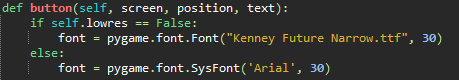 def button(self, screen, position, text):
    if self.lowres == False:
        font = pygame.font.Font("Kenney Future Narrow.ttf", 30)
    else:
        font = pygame.font.SysFont('Arial', 30)